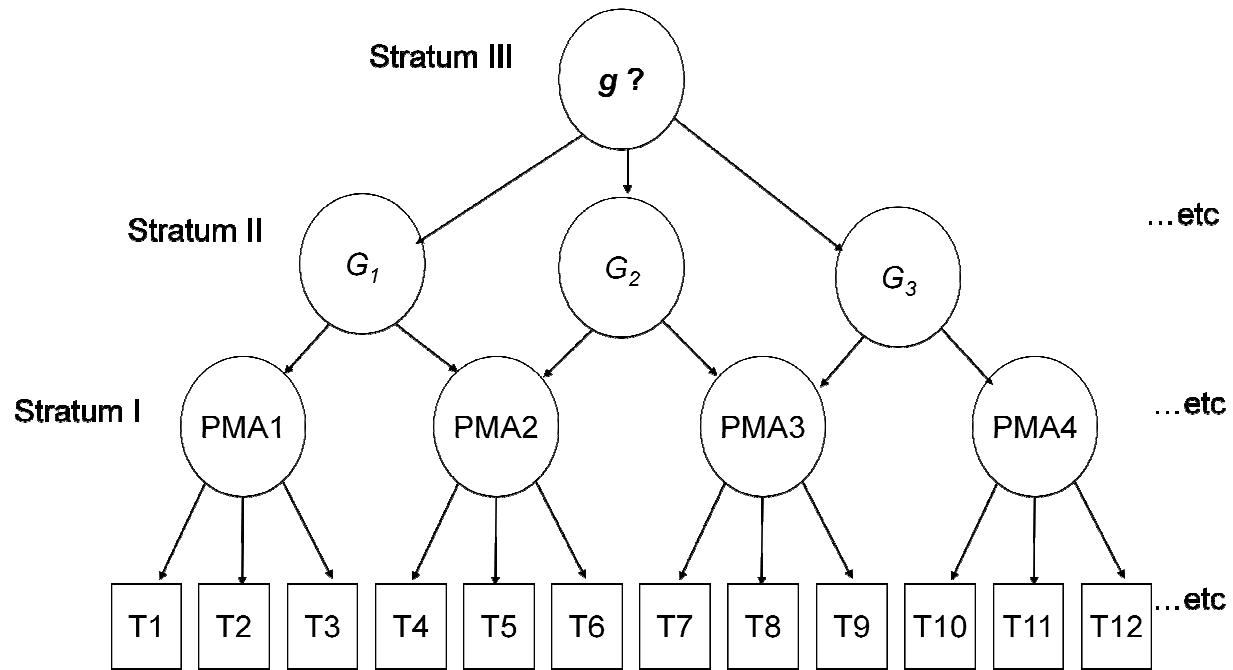 Stratum III
g ?
Stratum II
G1
G2
G3
...etc
Stratum I
PMA1
PMA2
PMA3
PMA4
...etc
T1
T2
T3
T4
T5
T6
T7
T8
T9
T10
T11
T12
...etc